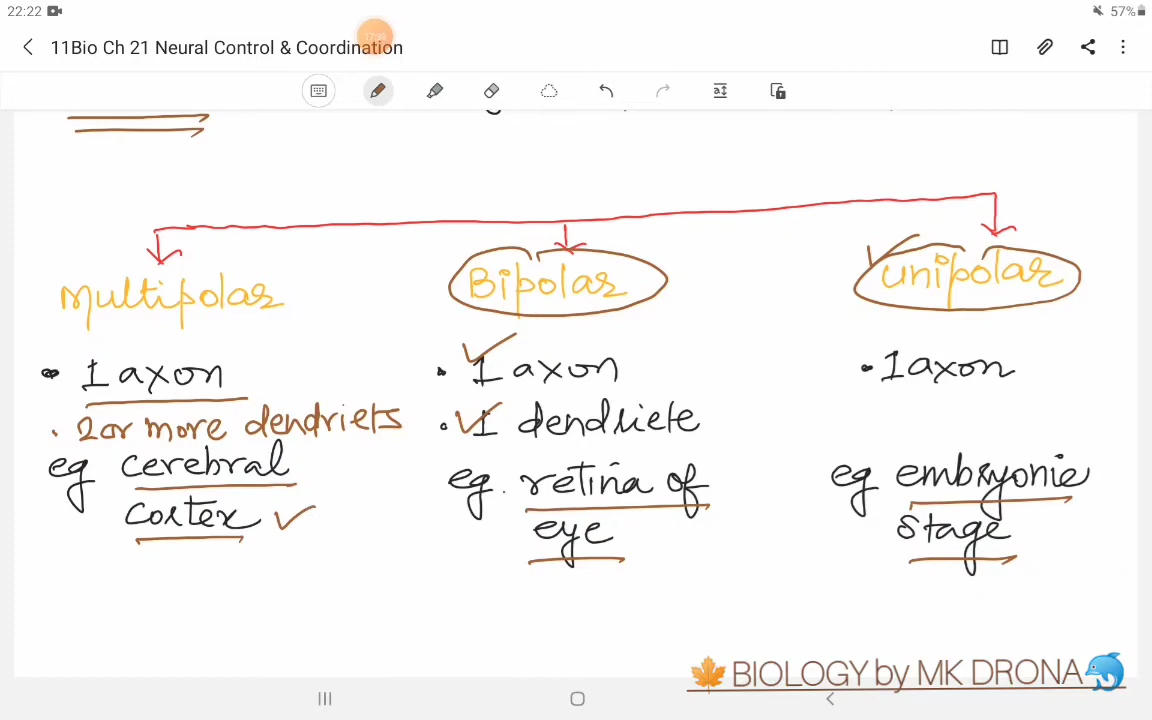 22:22
57%
17:56
11Bio Ch 21 Neural Control & Coordination
Multipolar
Bipolar
Unipolar
• 1 axon
• 2 or more dendriets
eg cerebral
cortex
• 1 axon
• 1 dendriete
eg. retina of
eye
• 1 axon
eg embryonic
stage
BIOLOGY by MK DRONA